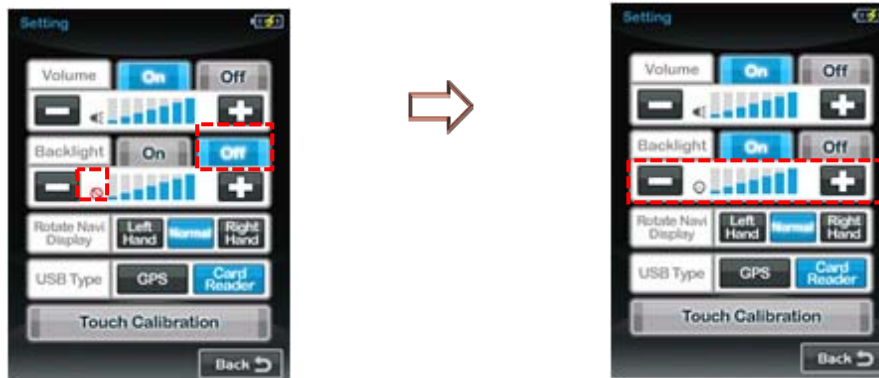 Setting
Volume On Off
Backlight On Off
Rotate Navi Display Left Hand Normal Right Hand
USB Type GPS Card Reader
Touch Calibration
Back
Setting
Volume On Off
Backlight On Off
Rotate Navi Display Left Hand Normal Right Hand
USB Type GPS Card Reader
Touch Calibration
Back